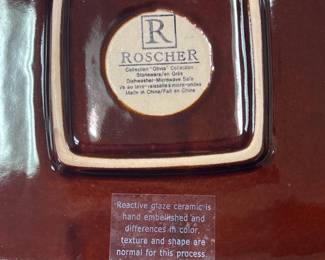 R
ROSCHER
Collection "Olivia" Collection
Stoneware/en Grès
Dishwasher-Microwave Safe
Va au lave-vaisselle&micro-ondes
Made in China/Fait en Chine
Reactive glaze ceramic is
hand embellished and
differences in color,
texture and shape are
normal for this process.